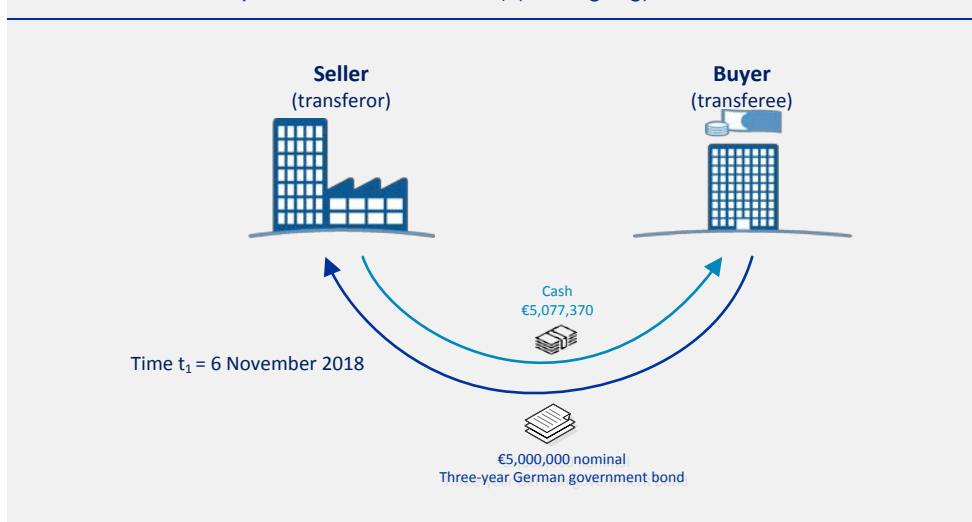 Seller
(transferor)
Buyer
(transferee)
Cash
€5,077,370
Time t₁ = 6 November 2018
€5,000,000 nominal
Three-year German government bond